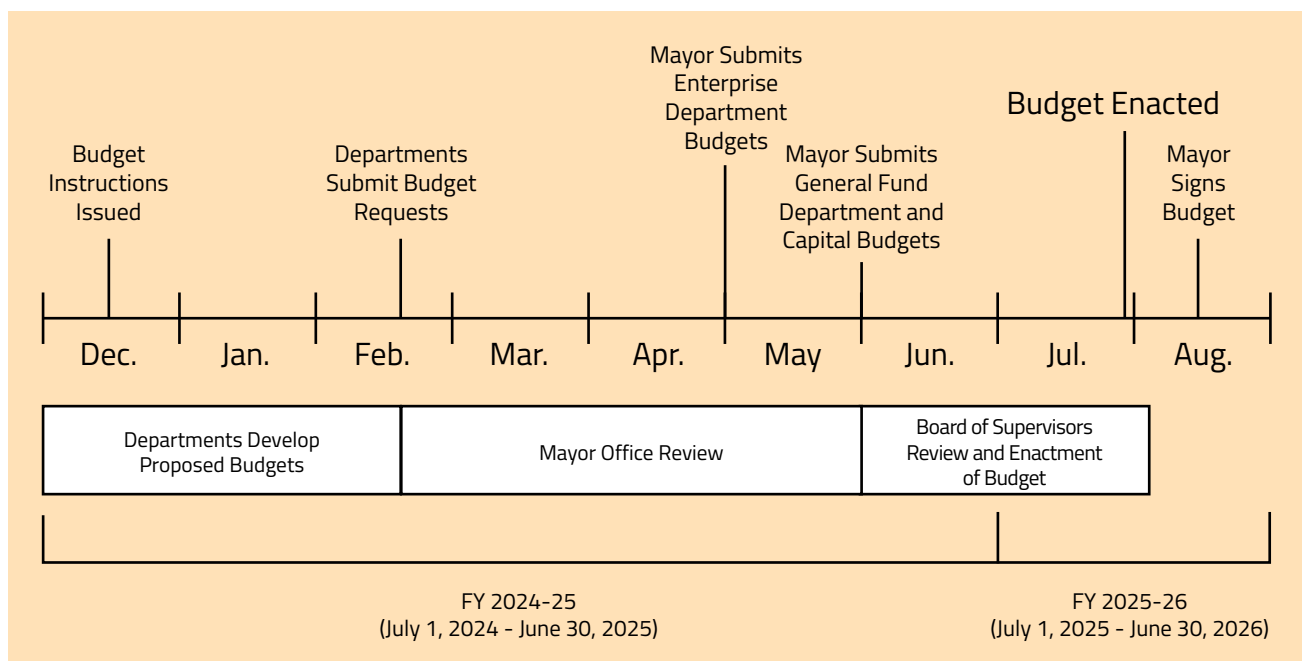 Budget
Instructions
Issued
Departments
Submit Budget
Requests
Mayor Submits
Enterprise
Department
Budgets
Mayor Submits
General Fund
Department and
Capital Budgets
Budget Enacted
Mayor
Signs
Budget
Dec.
Jan.
Feb.
Mar.
Apr.
May
Jun.
Jul.
Aug.
Departments Develop
Proposed Budgets
Mayor Office Review
Board of Supervisors
Review and Enactment
of Budget
FY 2024-25
(July 1, 2024 - June 30, 2025)
FY 2025-26
(July 1, 2025 - June 30, 2026)